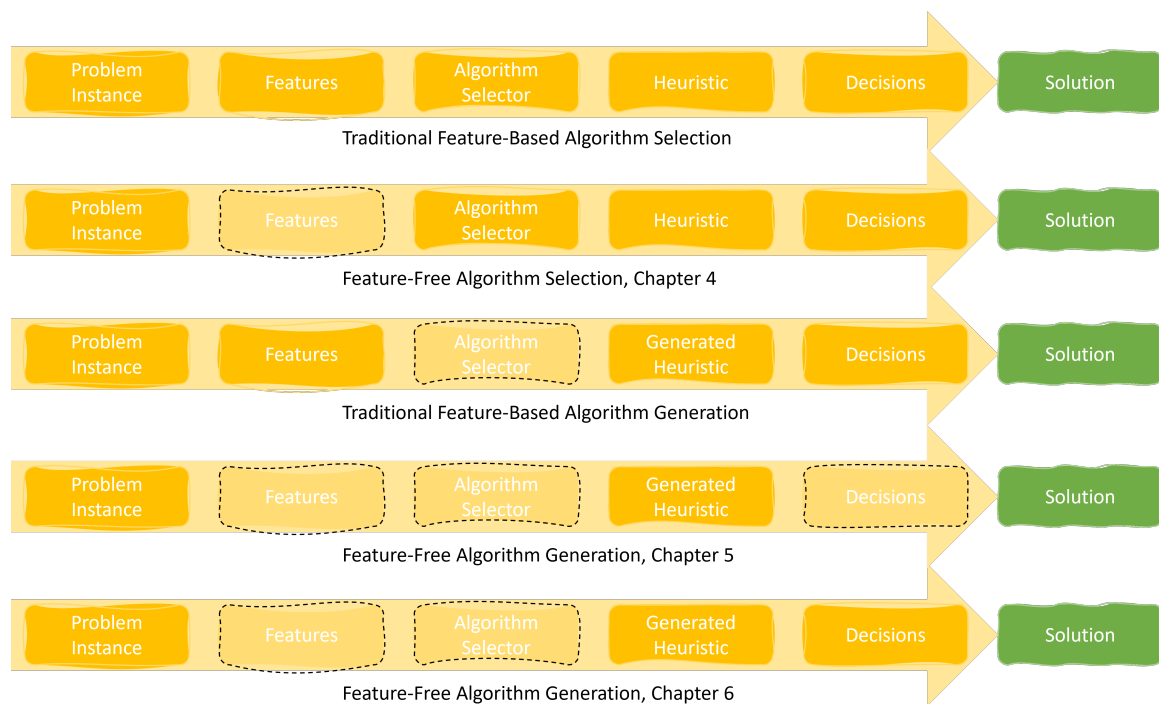 Problem
Instance
Features
Algorithm
Selector
Heuristic
Decisions
Solution
Traditional Feature-Based Algorithm Selection
Problem
Instance
Features
Algorithm
Selector
Heuristic
Decisions
Solution
Feature-Free Algorithm Selection, Chapter 4
Problem
Instance
Features
Algorithm
Selector
Generated
Heuristic
Decisions
Solution
Traditional Feature-Based Algorithm Generation
Problem
Instance
Features
Algorithm
Selector
Generated
Heuristic
Decisions
Solution
Feature-Free Algorithm Generation, Chapter 5
Problem
Instance
Features
Algorithm
Selector
Generated
Heuristic
Decisions
Solution
Feature-Free Algorithm Generation, Chapter 6